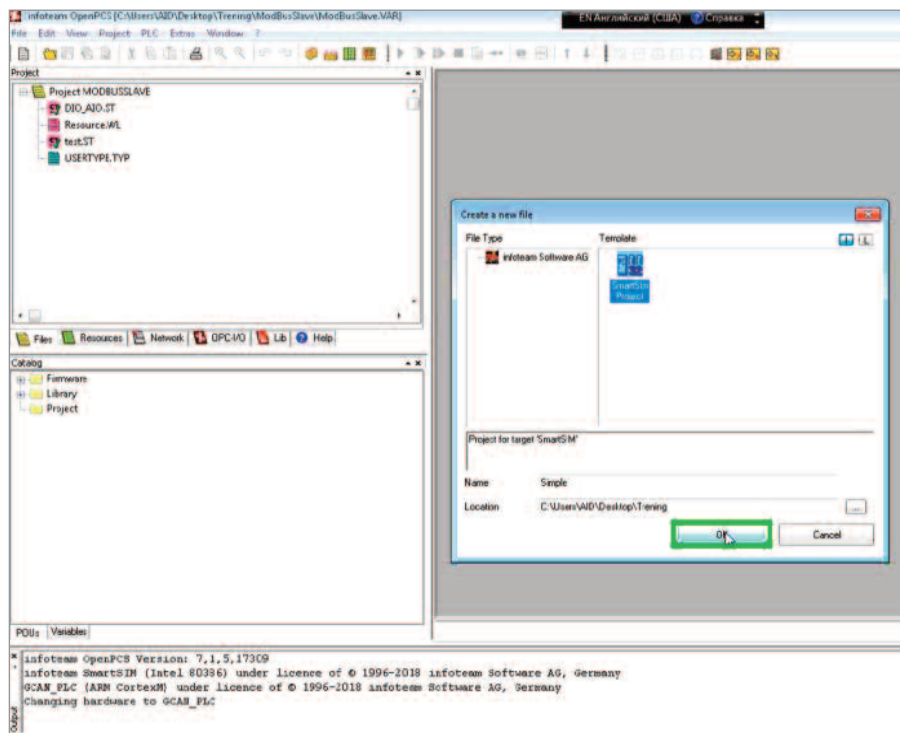 infoteam OpenPCS [C:\Users\AID\Desktop\Trening\ModBusSlave\ModBusSlave.VAR]
EN Английский (США)
Справка
File Edit View Project PLC Extras Window ?
Project
Project MODBUSSLAVE
DIO_AIO.ST
Resource.WL
test.ST
USERTYPE.TYP
Files Resources Network OPC-I/O Lib Help
Catalog
Firmware
Library
Project
POUs Variables
Create a new file
File Type Template
infoteam Software AG
SmartSim
Project
Project for target 'SmartSIM'
Name Simple
Location C:\Users\AID\Desktop\Trening
...
OK Cancel
Output
infoteam OpenPCS Version: 7,1,5,17309
infoteam SmartSIM (Intel 80386) under licence of © 1996-2018 infoteam Software AG, Germany
GCAN_PLC (ARM CortexM) under licence of © 1996-2018 infoteam Software AG, Germany
Changing hardware to GCAN_PLC